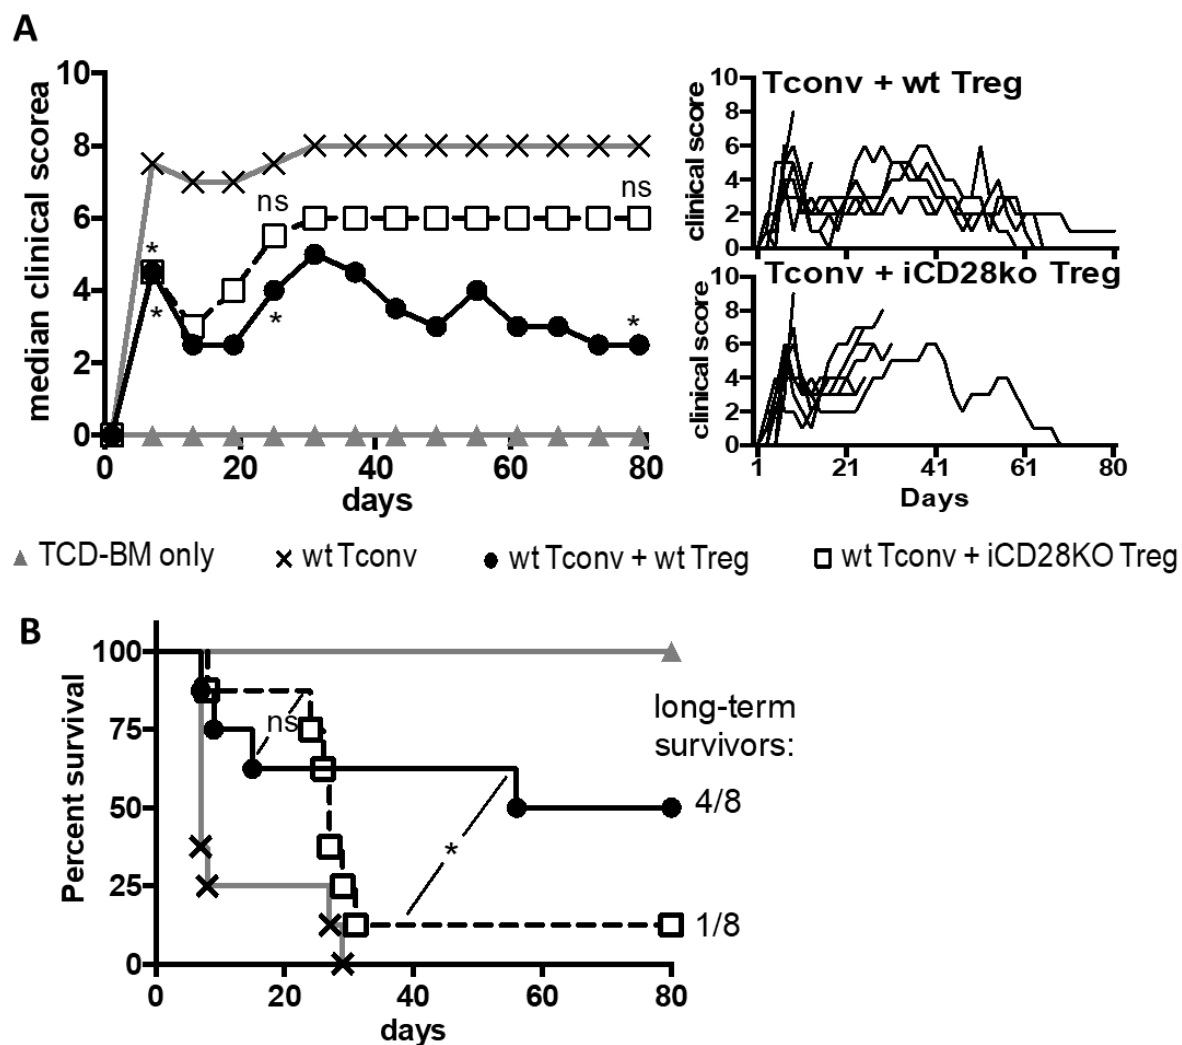 A
median clinical scorea
10
8
6
4
2
0
ns
ns
*
*
*
*
0 20 40 60 80
days
Tconv + wt Treg
clinical score
10
8
6
4
2
0
Tconv + iCD28ko Treg
clinical score
10
8
6
4
2
0
1 21 41 61 80
Days
TCD-BM only wt Tconv wt Tconv + wt Treg wt Tconv + iCD28KO Treg
B
Percent survival
100
75
50
25
0
ns
*
long-term
survivors:
4/8
1/8
0 20 40 60 80
days